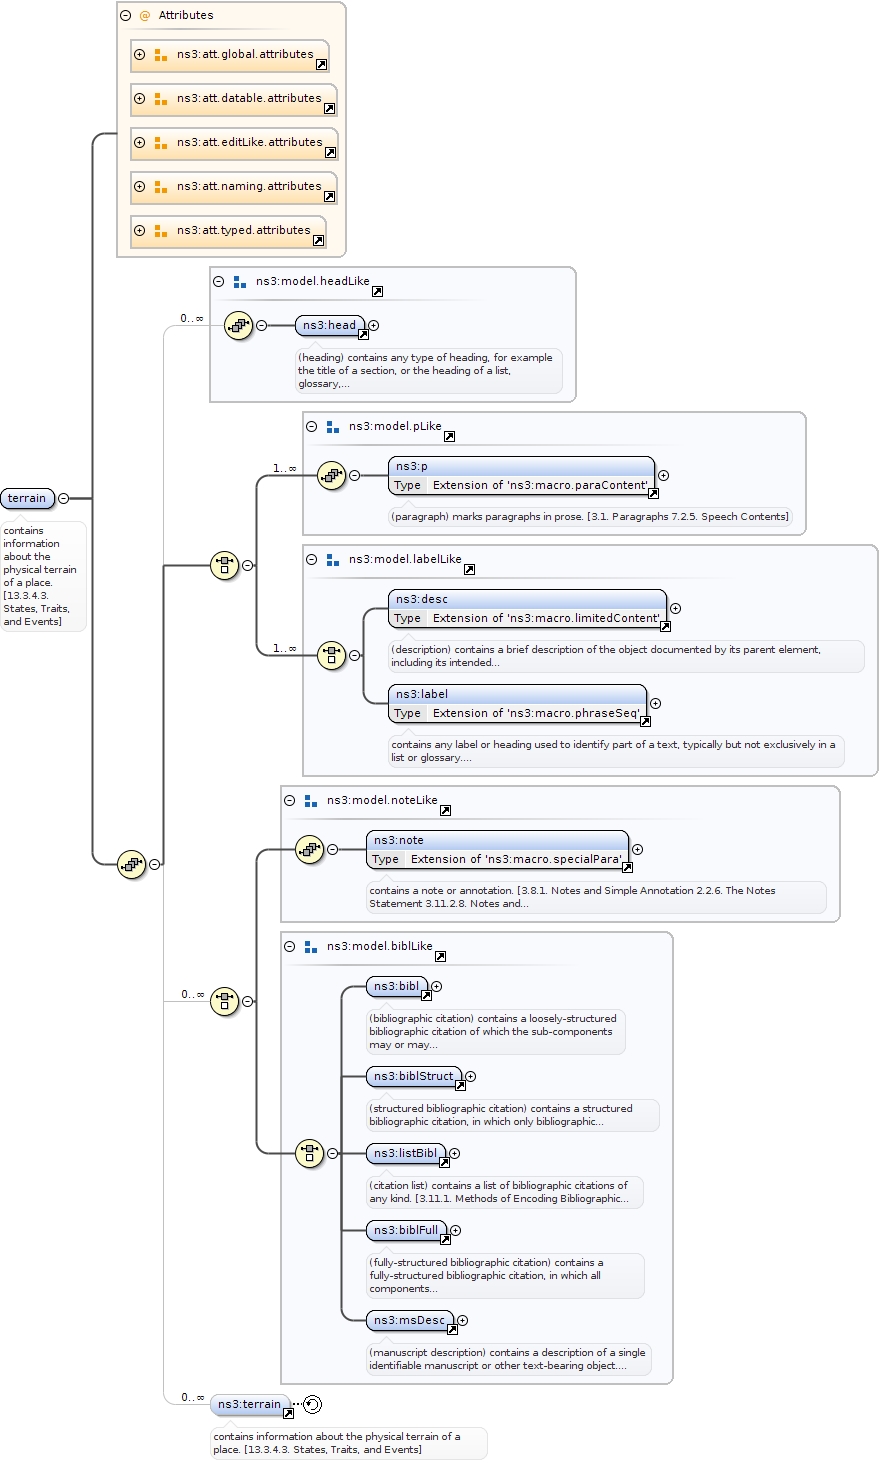 @ Attributes
ns3:att.global.attributes
ns3:att.datable.attributes
ns3:att.editLike.attributes
ns3:att.naming.attributes
ns3:att.typed.attributes
ns3:model.headLike
0..∞
ns3:head
(heading) contains any type of heading, for example
the title of a section, or the heading of a list,
glossary,...
ns3:model.pLike
1..∞
ns3:p
Type Extension of 'ns3:macro.paraContent'
(paragraph) marks paragraphs in prose. [3.1. Paragraphs 7.2.5. Speech Contents]
terrain
contains
information
about the
physical terrain
of a place.
[13.3.4.3.
States, Traits,
and Events]
ns3:model.labelLike
ns3:desc
Type Extension of 'ns3:macro.limitedContent'
(description) contains a brief description of the object documented by its parent element,
including its intended...
1..∞
ns3:label
Type Extension of 'ns3:macro.phraseSeq'
contains any label or heading used to identify part of a text, typically but not exclusively in a
list or glossary....
ns3:model.noteLike
ns3:note
Type Extension of 'ns3:macro.specialPara'
contains a note or annotation. [3.8.1. Notes and Simple Annotation 2.2.6. The Notes
Statement 3.11.2.8. Notes and...
0..∞
ns3:model.biblLike
ns3:bibl
(bibliographic citation) contains a loosely-structured
bibliographic citation of which the sub-components
may or may...
ns3:biblStruct
(structured bibliographic citation) contains a structured
bibliographic citation, in which only bibliographic...
ns3:listBibl
(citation list) contains a list of bibliographic citations of
any kind. [3.11.1. Methods of Encoding Bibliographic...
ns3:biblFull
(fully-structured bibliographic citation) contains a
fully-structured bibliographic citation, in which all
components...
ns3:msDesc
(manuscript description) contains a description of a single
identifiable manuscript or other text-bearing object....
0..∞
ns3:terrain
contains information about the physical terrain of a
place. [13.3.4.3. States, Traits, and Events]